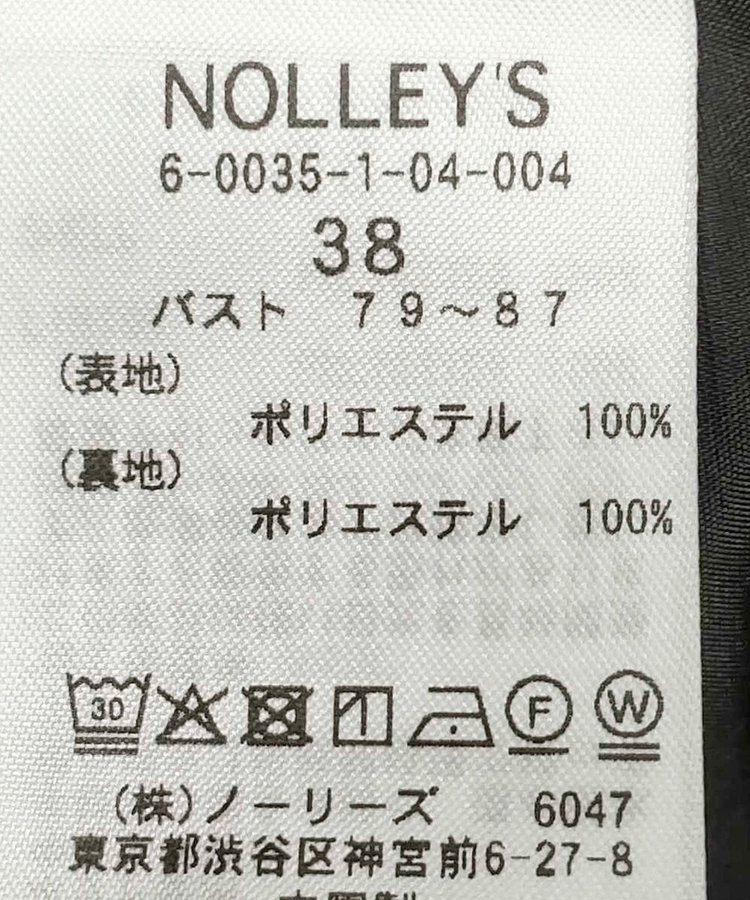 NOLLEY'S
6-0035-1-04-004
38
バスト 79〜87
(表地)
ポリエステル 100%
(裏地)
ポリエステル 100%
30 F W
(株)ノーリーズ 6047
東京都渋谷区神宮前6-27-8